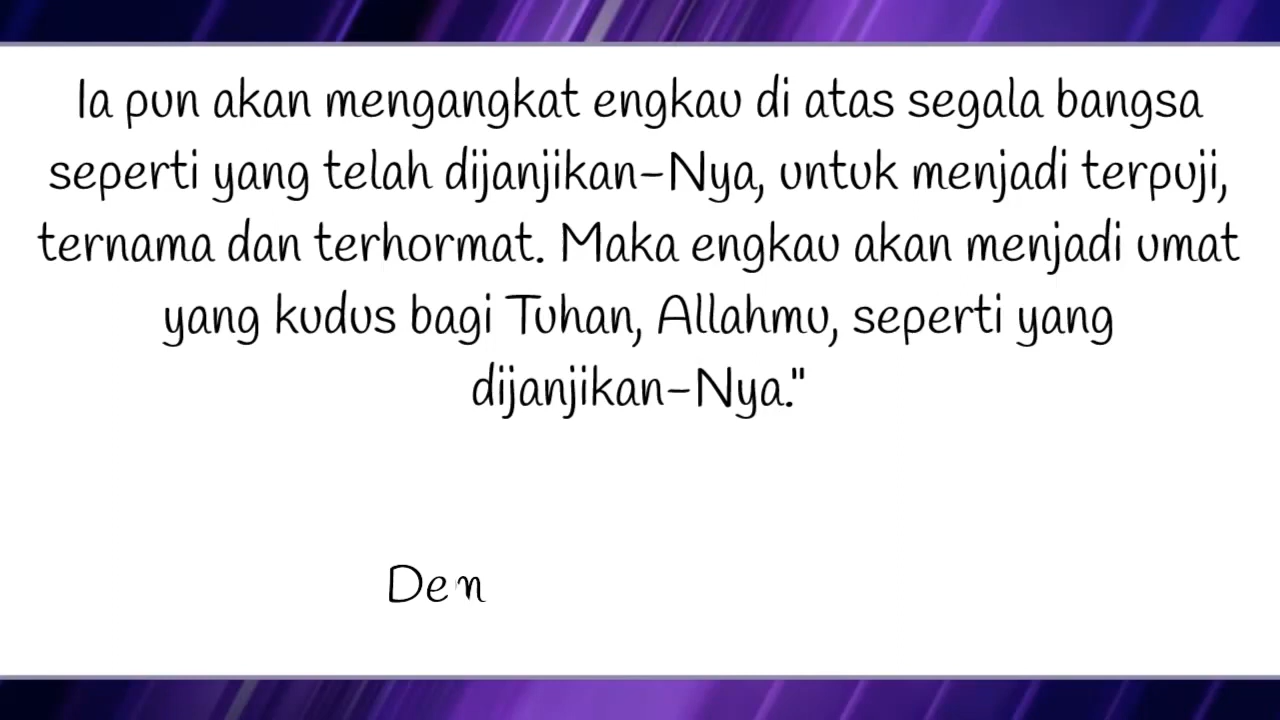 Ia pun akan mengangkat engkau di atas segala bangsa
seperti yang telah dijanjikan-Nya, untuk menjadi terpuji,
ternama dan terhormat. Maka engkau akan menjadi umat
yang kudus bagi Tuhan, Allahmu, seperti yang
dijanjikan-Nya."
Den